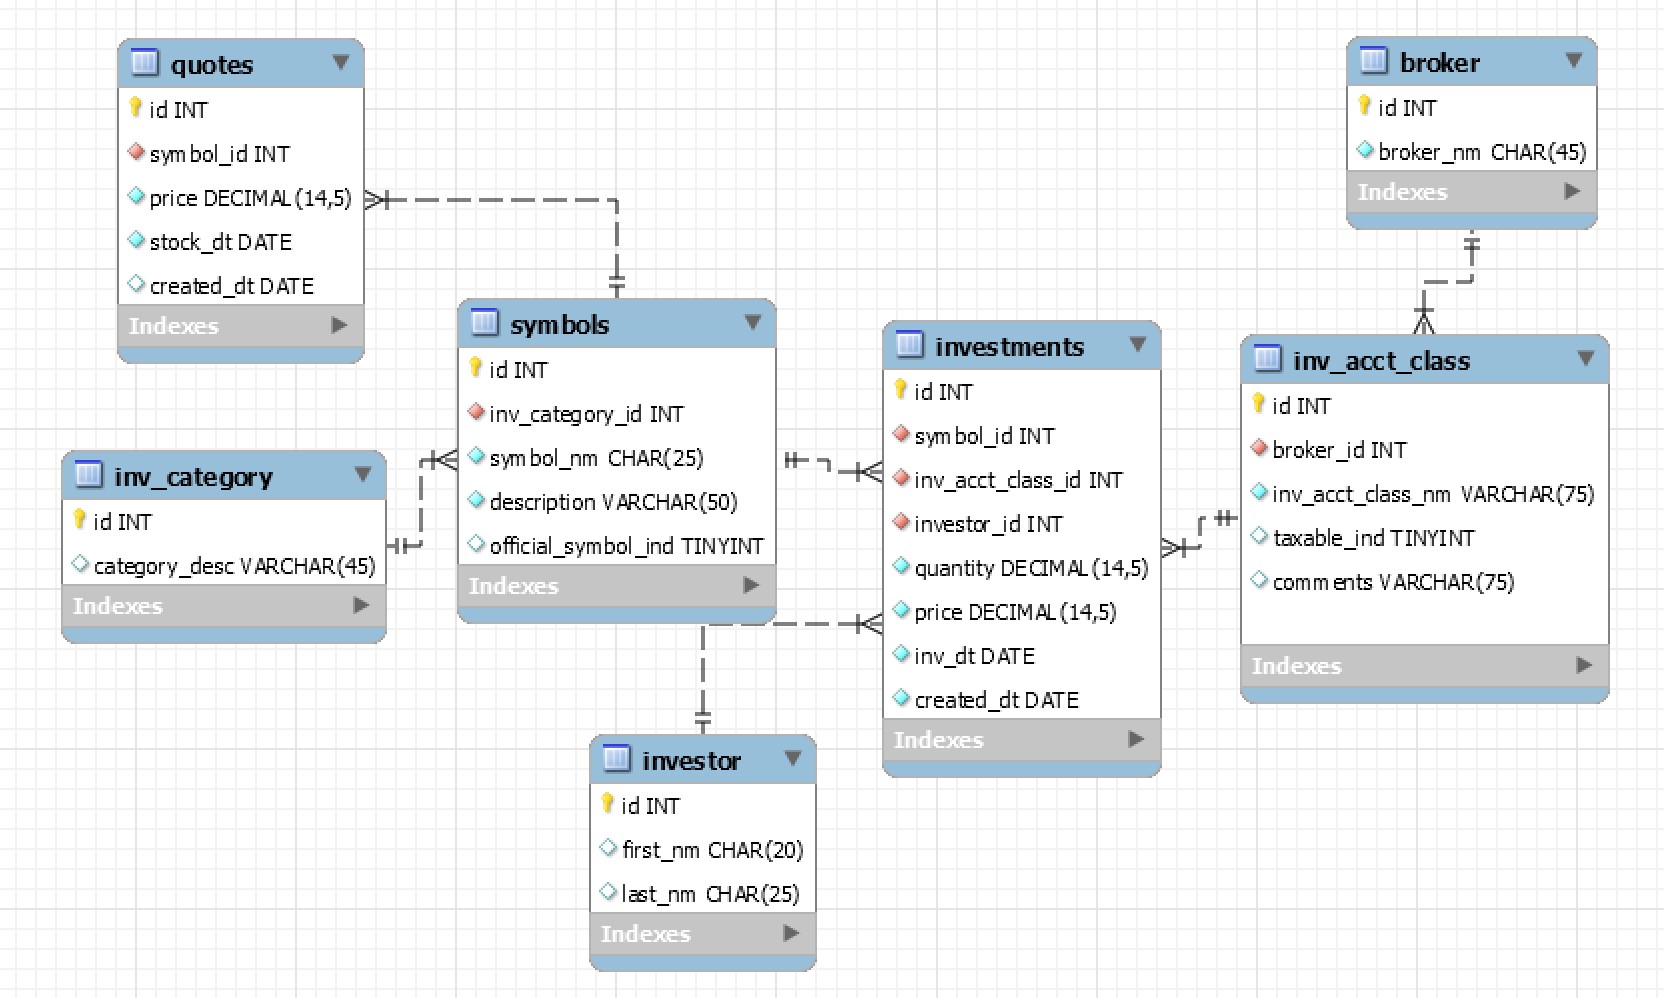 quotes
id INT
symbol_id INT
price DECIMAL(14,5)
stock_dt DATE
created_dt DATE
Indexes
broker
id INT
broker_nm CHAR(45)
Indexes
symbols
id INT
inv_category_id INT
symbol_nm CHAR(25)
description VARCHAR(50)
official_symbol_ind TINYINT
Indexes
investments
id INT
symbol_id INT
inv_acct_class_id INT
investor_id INT
quantity DECIMAL(14,5)
price DECIMAL(14,5)
inv_dt DATE
created_dt DATE
Indexes
inv_acct_class
id INT
broker_id INT
inv_acct_class_nm VARCHAR(75)
taxable_ind TINYINT
comments VARCHAR(75)
Indexes
inv_category
id INT
category_desc VARCHAR(45)
Indexes
investor
id INT
first_nm CHAR(20)
last_nm CHAR(25)
Indexes